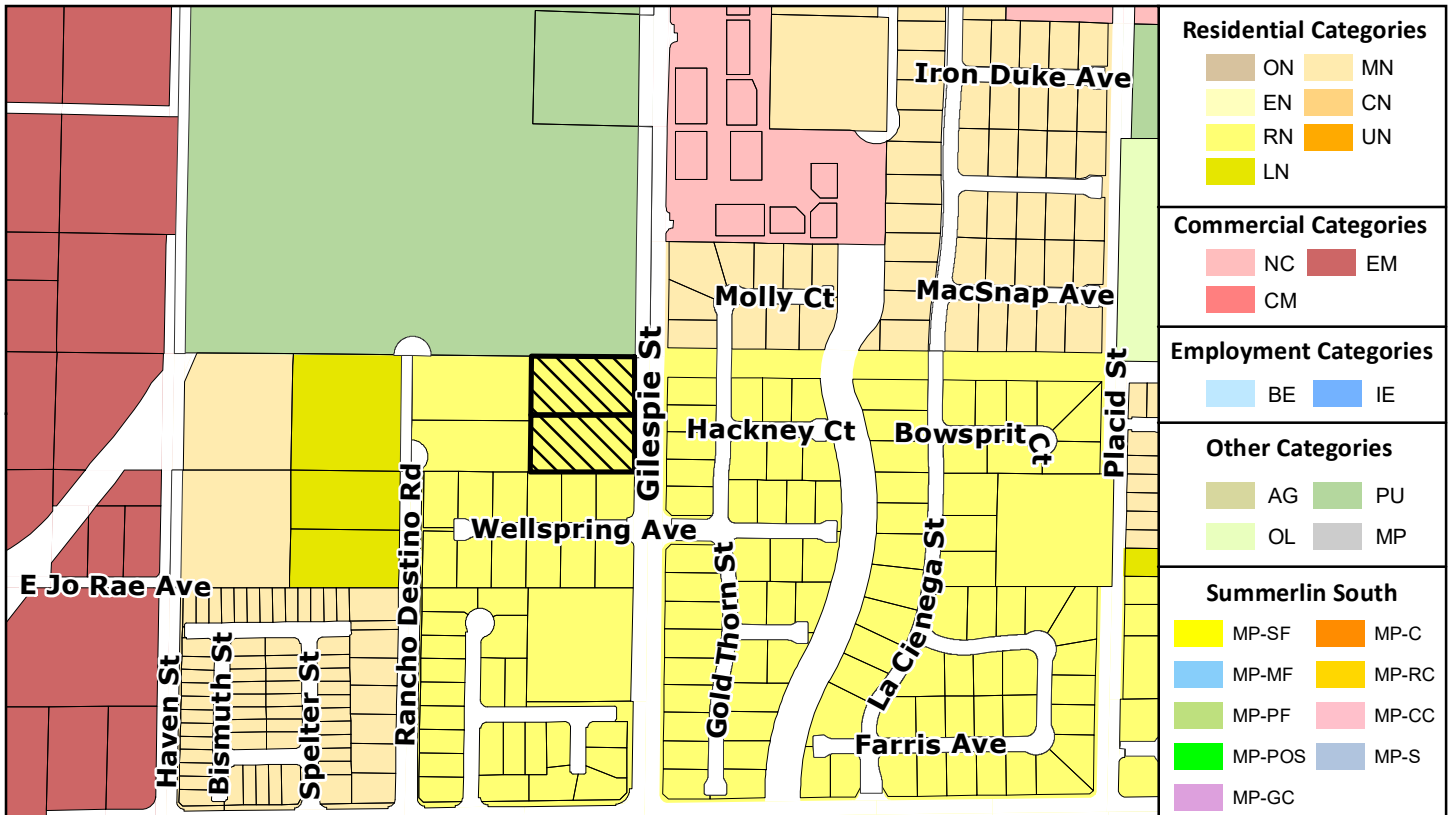 Iron Duke Ave
Molly Ct
MacSnap Ave
Gilespie St
Placid St
Hackney Ct
Bowsprit Ct
Wellspring Ave
Rancho Destino Rd
E Jo Rae Ave
Gold Thorn St
La Cienega St
Haven St
Bismuth St
Spelter St
Farris Ave
Residential Categories
ON MN
EN CN
RN UN
LN
Commercial Categories
NC EM
CM
Employment Categories
BE IE
Other Categories
AG PU
OL MP
Summerlin South
MP-SF MP-C
MP-MF MP-RC
MP-PF MP-CC
MP-POS MP-S
MP-GC